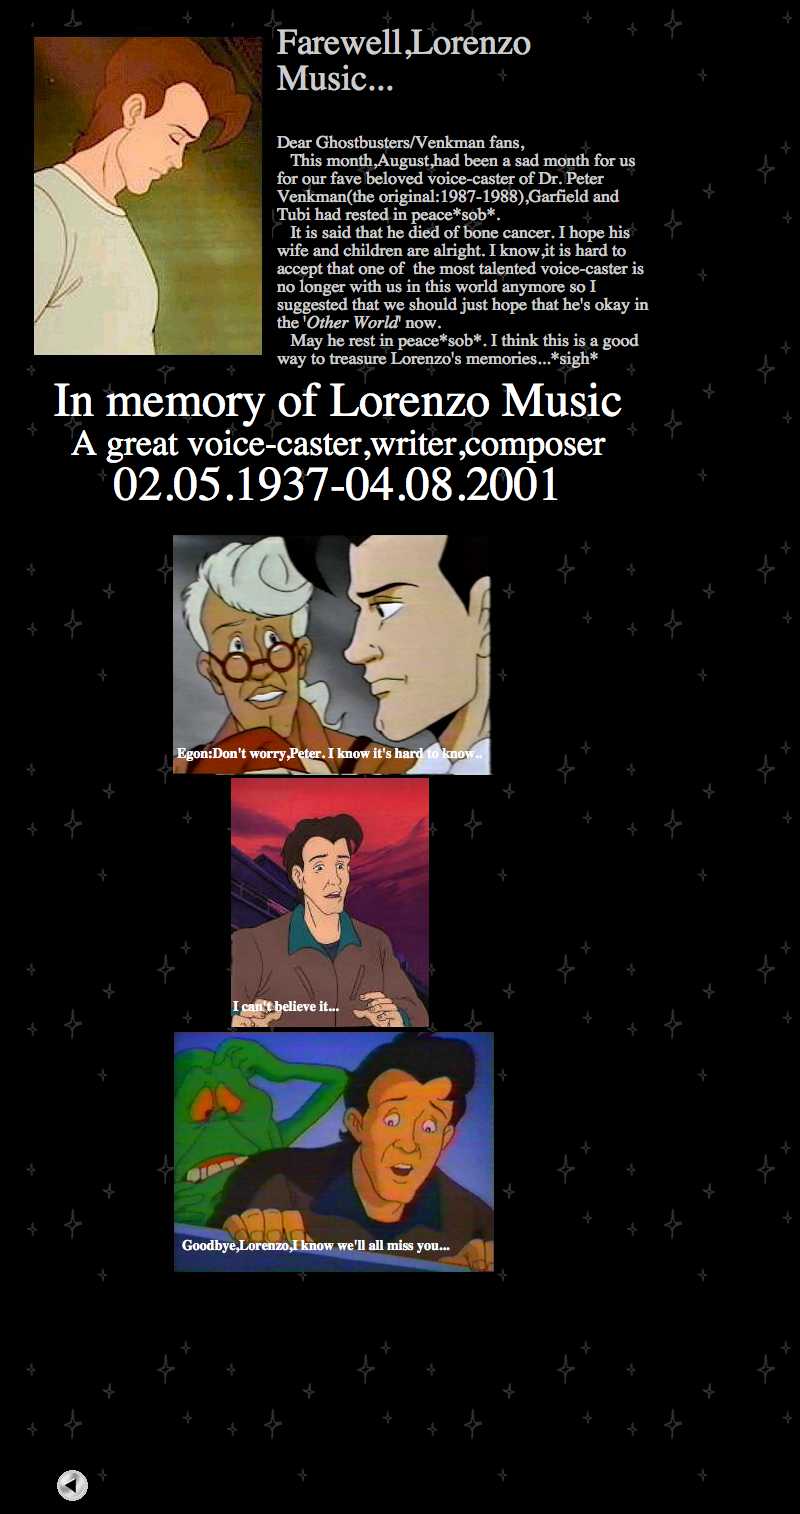 Farewell,Lorenzo
Music...
Dear Ghostbusters/Venkman fans,
This month,August,had been a sad month for us
for our fave beloved voice-caster of Dr. Peter
Venkman(the original:1987-1988),Garfield and
Tubi had rested in peace*sob*.
It is said that he died of bone cancer. I hope his
wife and children are alright. I know,it is hard to
accept that one of the most talented voice-caster is
no longer with us in this world anymore so I
suggested that we should just hope that he's okay in
the 'Other World' now.
May he rest in peace*sob*. I think this is a good
way to treasure Lorenzo's memories...*sigh*
In memory of Lorenzo Music
A great voice-caster,writer,composer
02.05.1937-04.08.2001
Egon:Don't worry,Peter. I know it's hard to know..
I can't believe it...
Goodbye,Lorenzo,I know we'll all miss you...